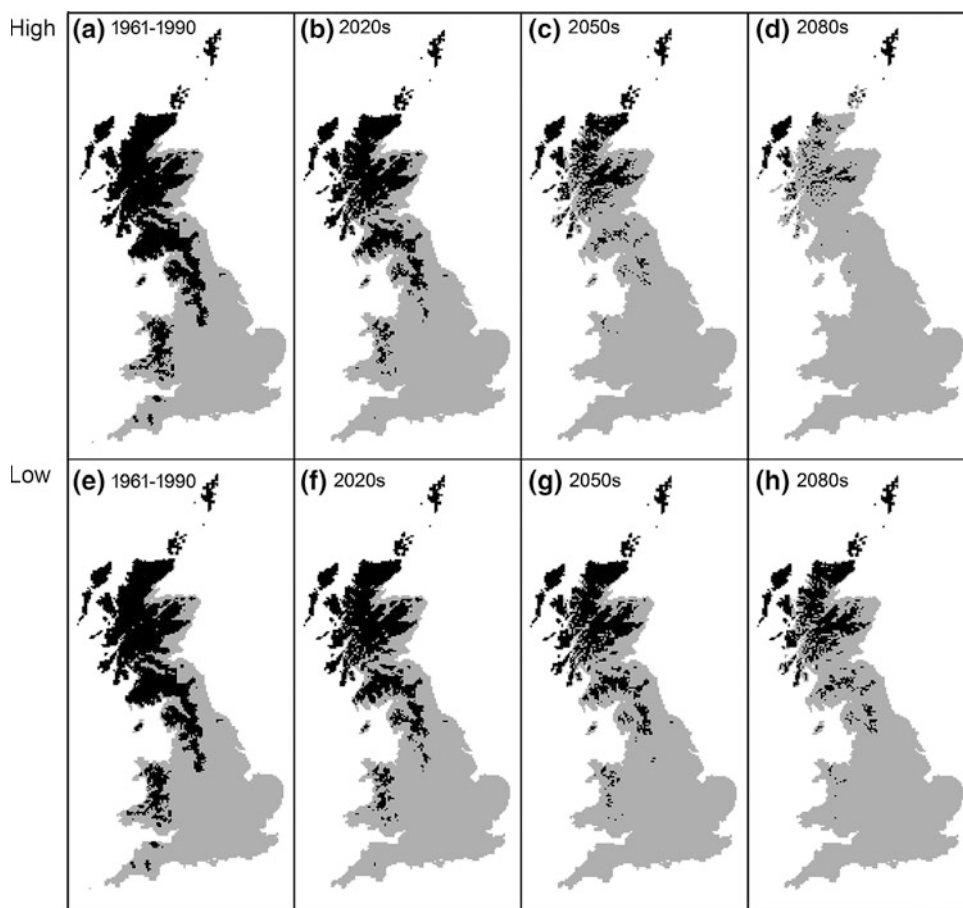 High
(a) 1961-1990
(b) 2020s
(c) 2050s
(d) 2080s
Low
(e) 1961-1990
(f) 2020s
(g) 2050s
(h) 2080s